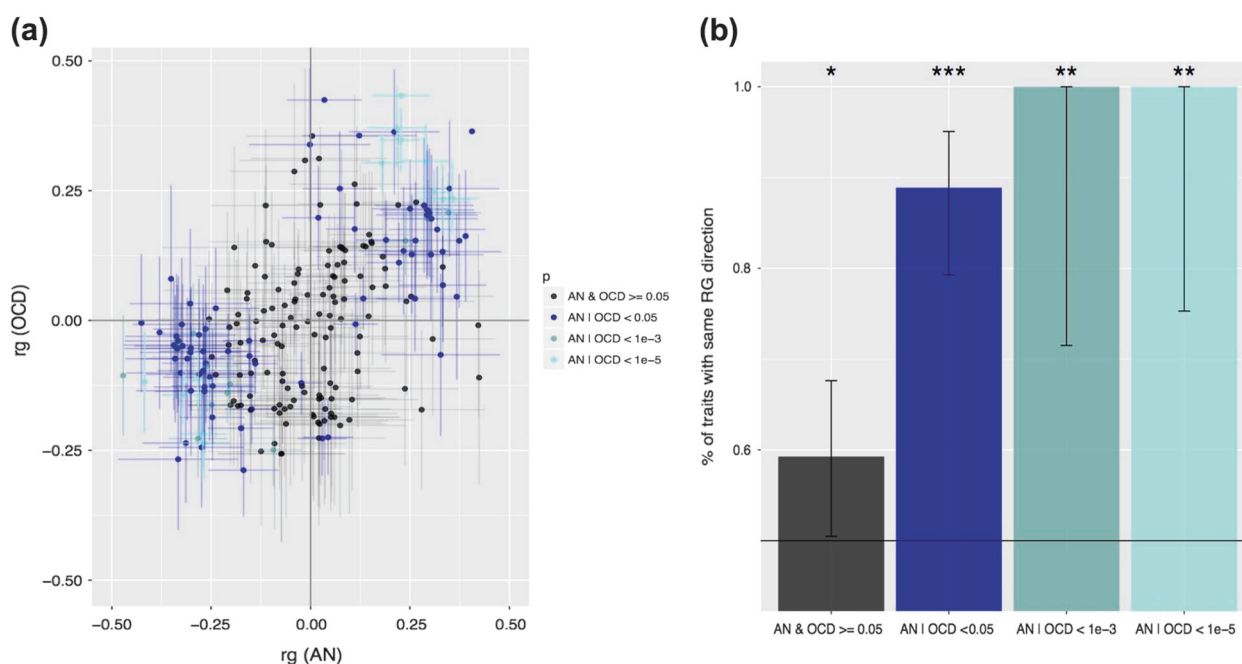 (a)
0.50
0.25
0.00
−0.25
−0.50
rg (OCD)
−0.50 −0.25 0.00 0.25 0.50
rg (AN)
p
AN & OCD >= 0.05
AN | OCD < 0.05
AN | OCD < 1e−3
AN | OCD < 1e−5
(b)
* *** ** **
1.0
0.8
0.6
% of traits with same RG direction
AN & OCD >= 0.05 AN | OCD <0.05 AN | OCD < 1e−3 AN | OCD < 1e−5